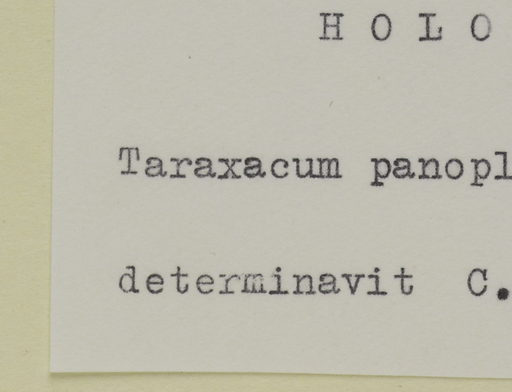 H O L O
Taraxacum panopl
determinavit C.